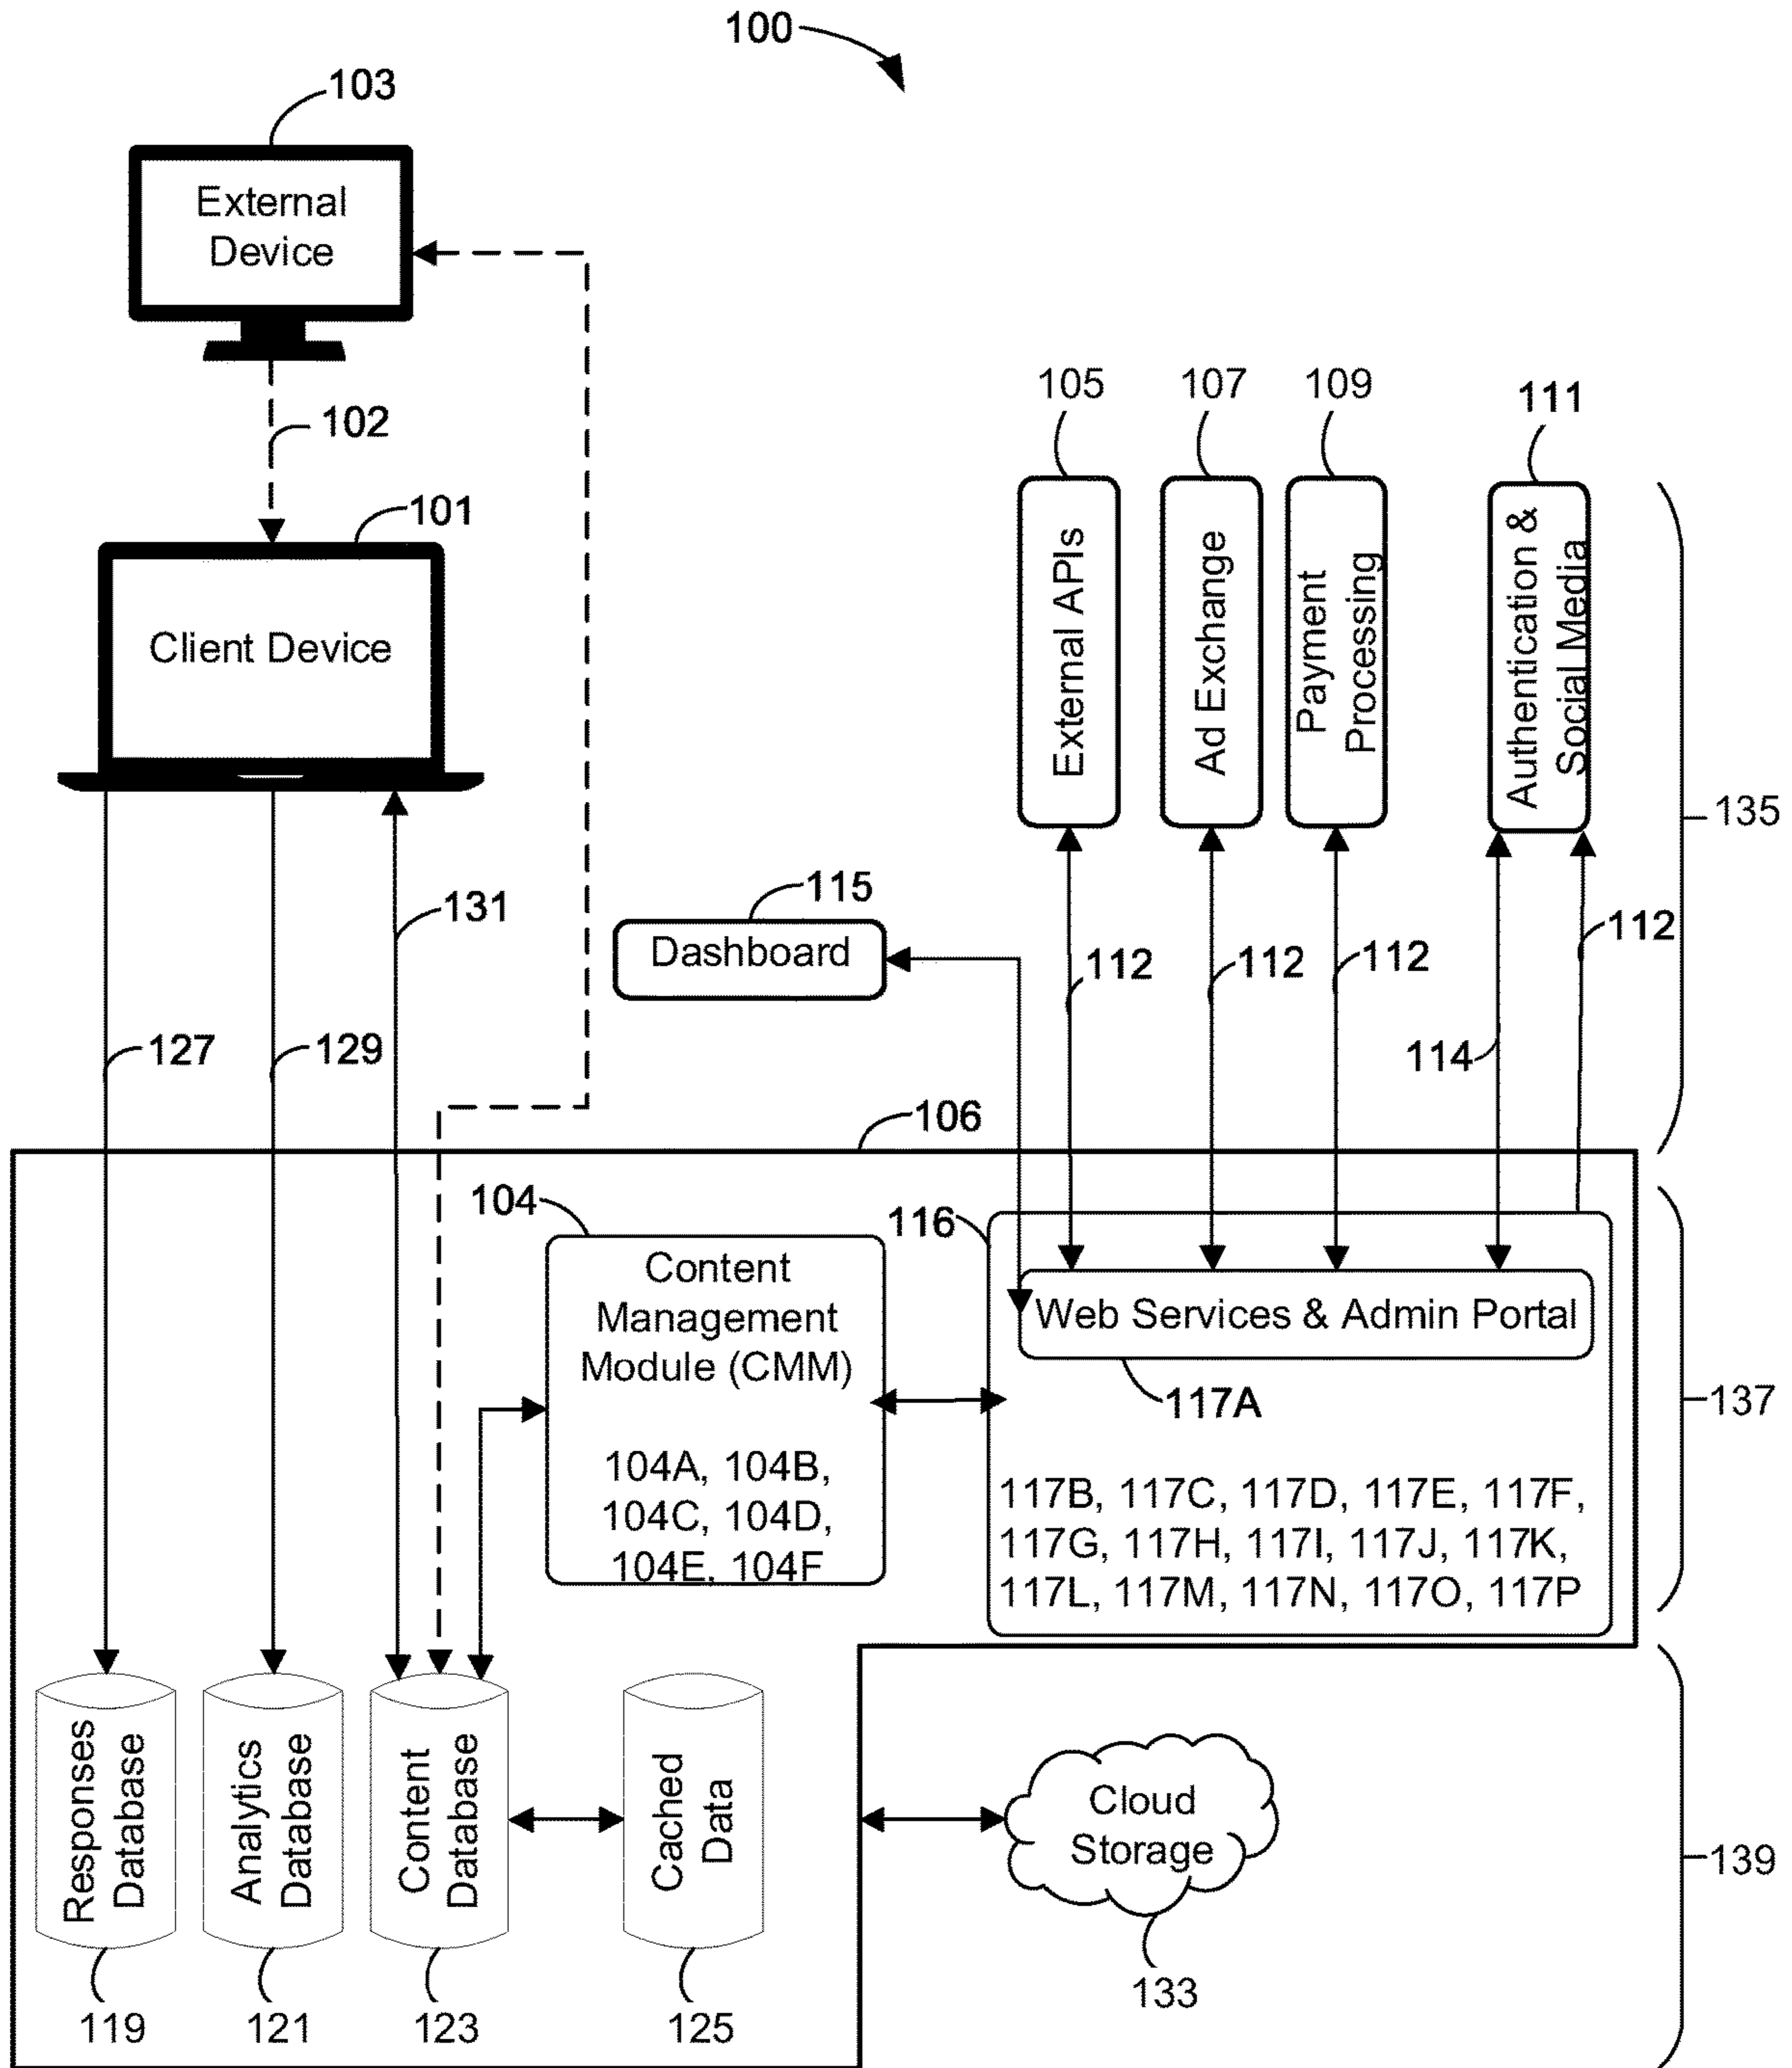 100
103
External
Device
102
101
Client Device
105
107
109
111
External APIs
Ad Exchange
Payment
Processing
Authentication &
Social Media
135
115
Dashboard
131
112
112
112
112
114
127
129
106
104
Content
Management
Module (CMM)
104A, 104B,
104C, 104D,
104E, 104F
116
Web Services & Admin Portal
117A
117B, 117C, 117D, 117E, 117F,
117G, 117H, 117I, 117J, 117K,
117L, 117M, 117N, 117O, 117P
137
Responses
Database
Analytics
Database
Content
Database
Cached
Data
Cloud
Storage
139
119
121
123
125
133